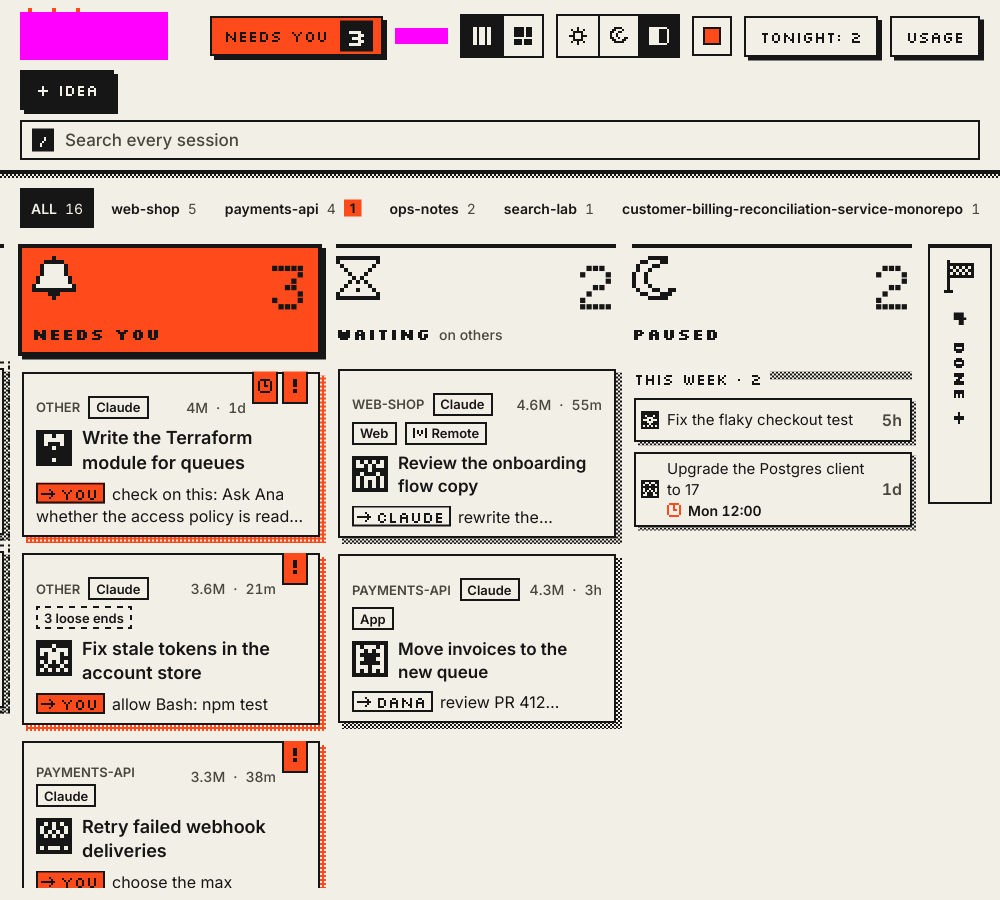 NEEDS YOU 3
TONIGHT: 2
USAGE
+ IDEA
/ Search every session
ALL 16
web-shop 5
payments-api 4 1
ops-notes 2
search-lab 1
customer-billing-reconciliation-service-monorepo 1
3
NEEDS YOU
2
WAITING on others
2
PAUSED
4 DONE +
OTHER Claude 4M · 1d !
Write the Terraform
module for queues
→ YOU check on this: Ask Ana
whether the access policy is read...
OTHER Claude 3.6M · 21m !
3 loose ends
Fix stale tokens in the
account store
→ YOU allow Bash: npm test
PAYMENTS-API 3.3M · 38m !
Claude
Retry failed webhook
deliveries
→ YOU choose the max
WEB-SHOP Claude 4.6M · 55m
Web Remote
Review the onboarding
flow copy
→ CLAUDE rewrite the...
PAYMENTS-API Claude 4.3M · 3h
App
Move invoices to the
new queue
→ DANA review PR 412...
THIS WEEK · 2
Fix the flaky checkout test 5h
Upgrade the Postgres client
to 17 1d
Mon 12:00